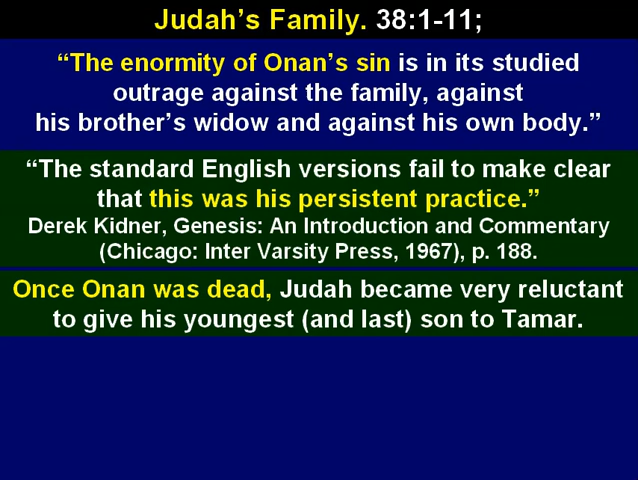 Judah’s Family. 38:1-11;
“The enormity of Onan’s sin is in its studied
outrage against the family, against
his brother’s widow and against his own body.”
“The standard English versions fail to make clear
that this was his persistent practice.”
Derek Kidner, Genesis: An Introduction and Commentary
(Chicago: Inter Varsity Press, 1967), p. 188.
Once Onan was dead, Judah became very reluctant
to give his youngest (and last) son to Tamar.